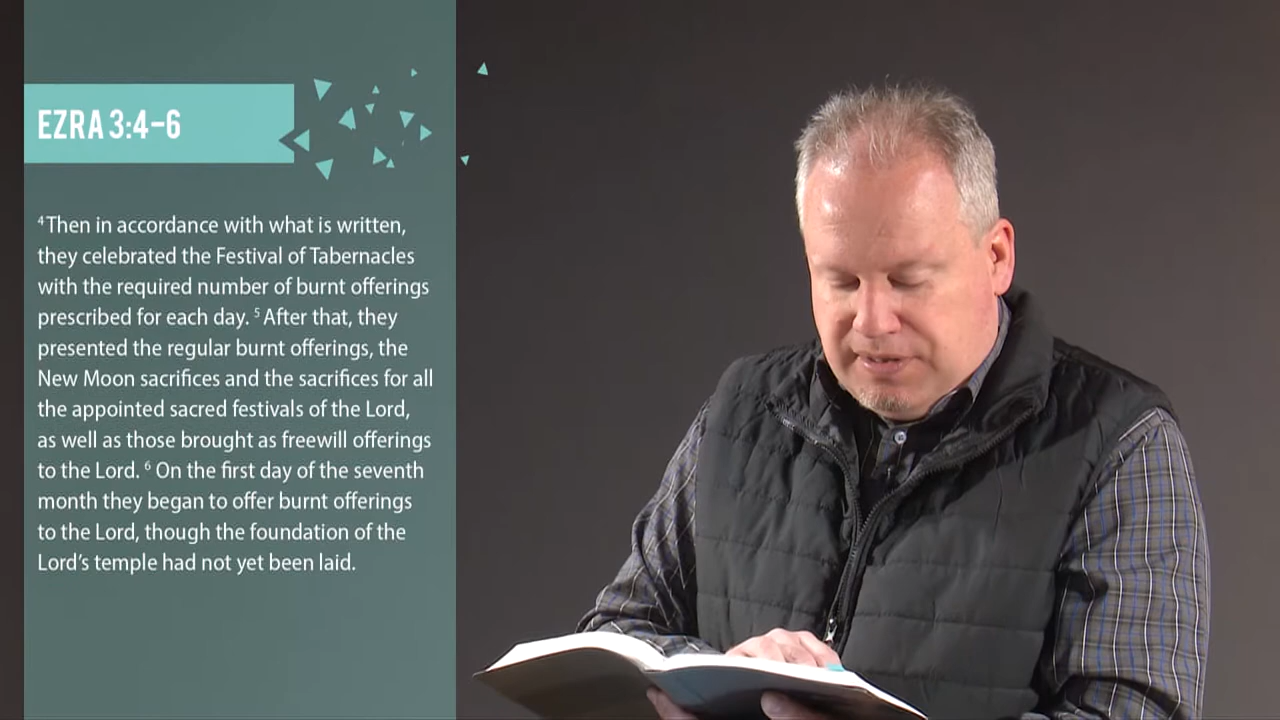 EZRA 3:4–6
⁴Then in accordance with what is written,
they celebrated the Festival of Tabernacles
with the required number of burnt offerings
prescribed for each day. ⁵ After that, they
presented the regular burnt offerings, the
New Moon sacrifices and the sacrifices for all
the appointed sacred festivals of the Lord,
as well as those brought as freewill offerings
to the Lord. ⁶ On the first day of the seventh
month they began to offer burnt offerings
to the Lord, though the foundation of the
Lord’s temple had not yet been laid.